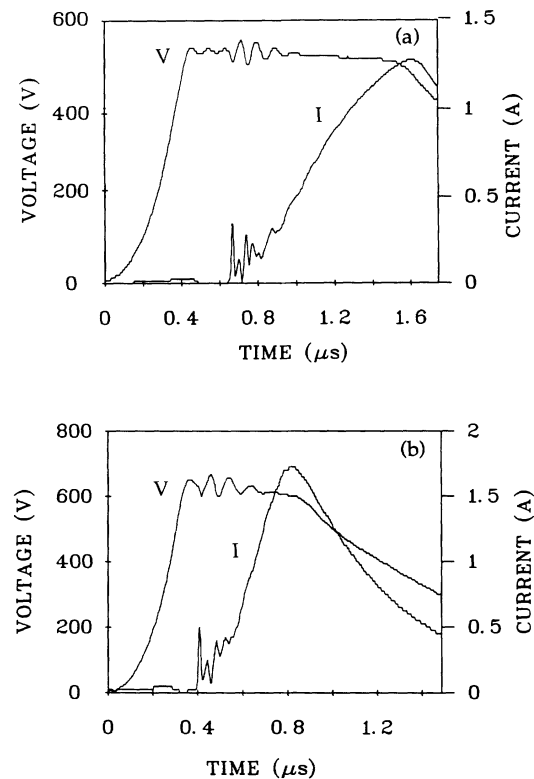 600
400
200
0
VOLTAGE (V)
V
(a)
I
1.5
1
0.5
0
CURRENT (A)
0
0.4
0.8
1.2
1.6
TIME (μs)
800
600
400
200
0
VOLTAGE (V)
V
(b)
I
2
1.5
1
0.5
0
CURRENT (A)
0
0.4
0.8
1.2
TIME (μs)